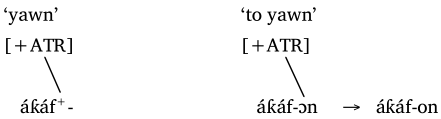 ‘yawn’ ‘to yawn’
[+ATR] [+ATR]
áƙáf⁺- áƙáf-ɔn → áƙáf-on